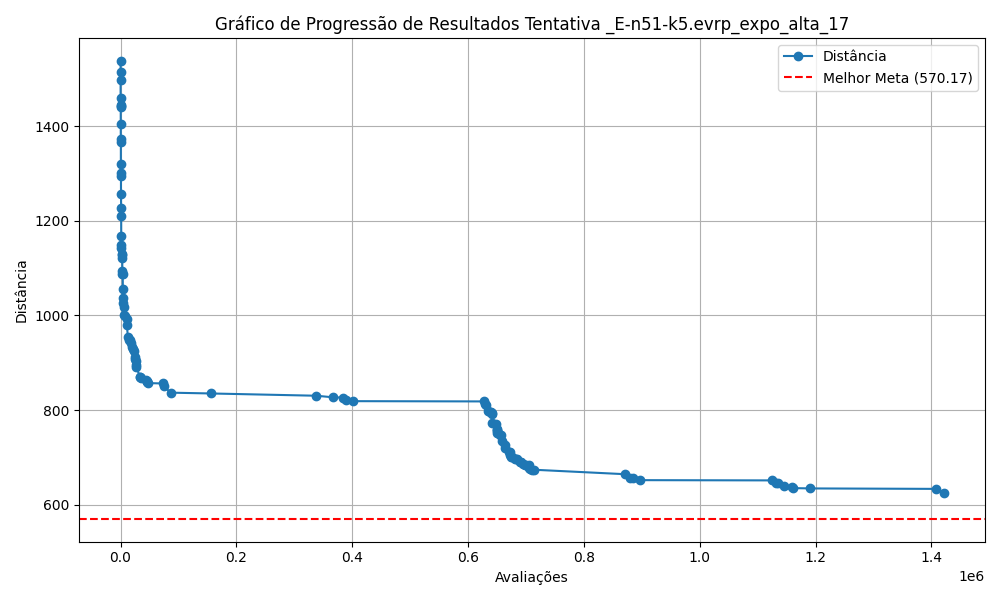 Gráfico de Progressão de Resultados Tentativa _E-n51-k5.evrp_expo_alta_17
Distância
Melhor Meta (570.17)
1400
1200
1000
800
600
Distância
0.0
0.2
0.4
0.6
0.8
1.0
1.2
1.4
1e6
Avaliações